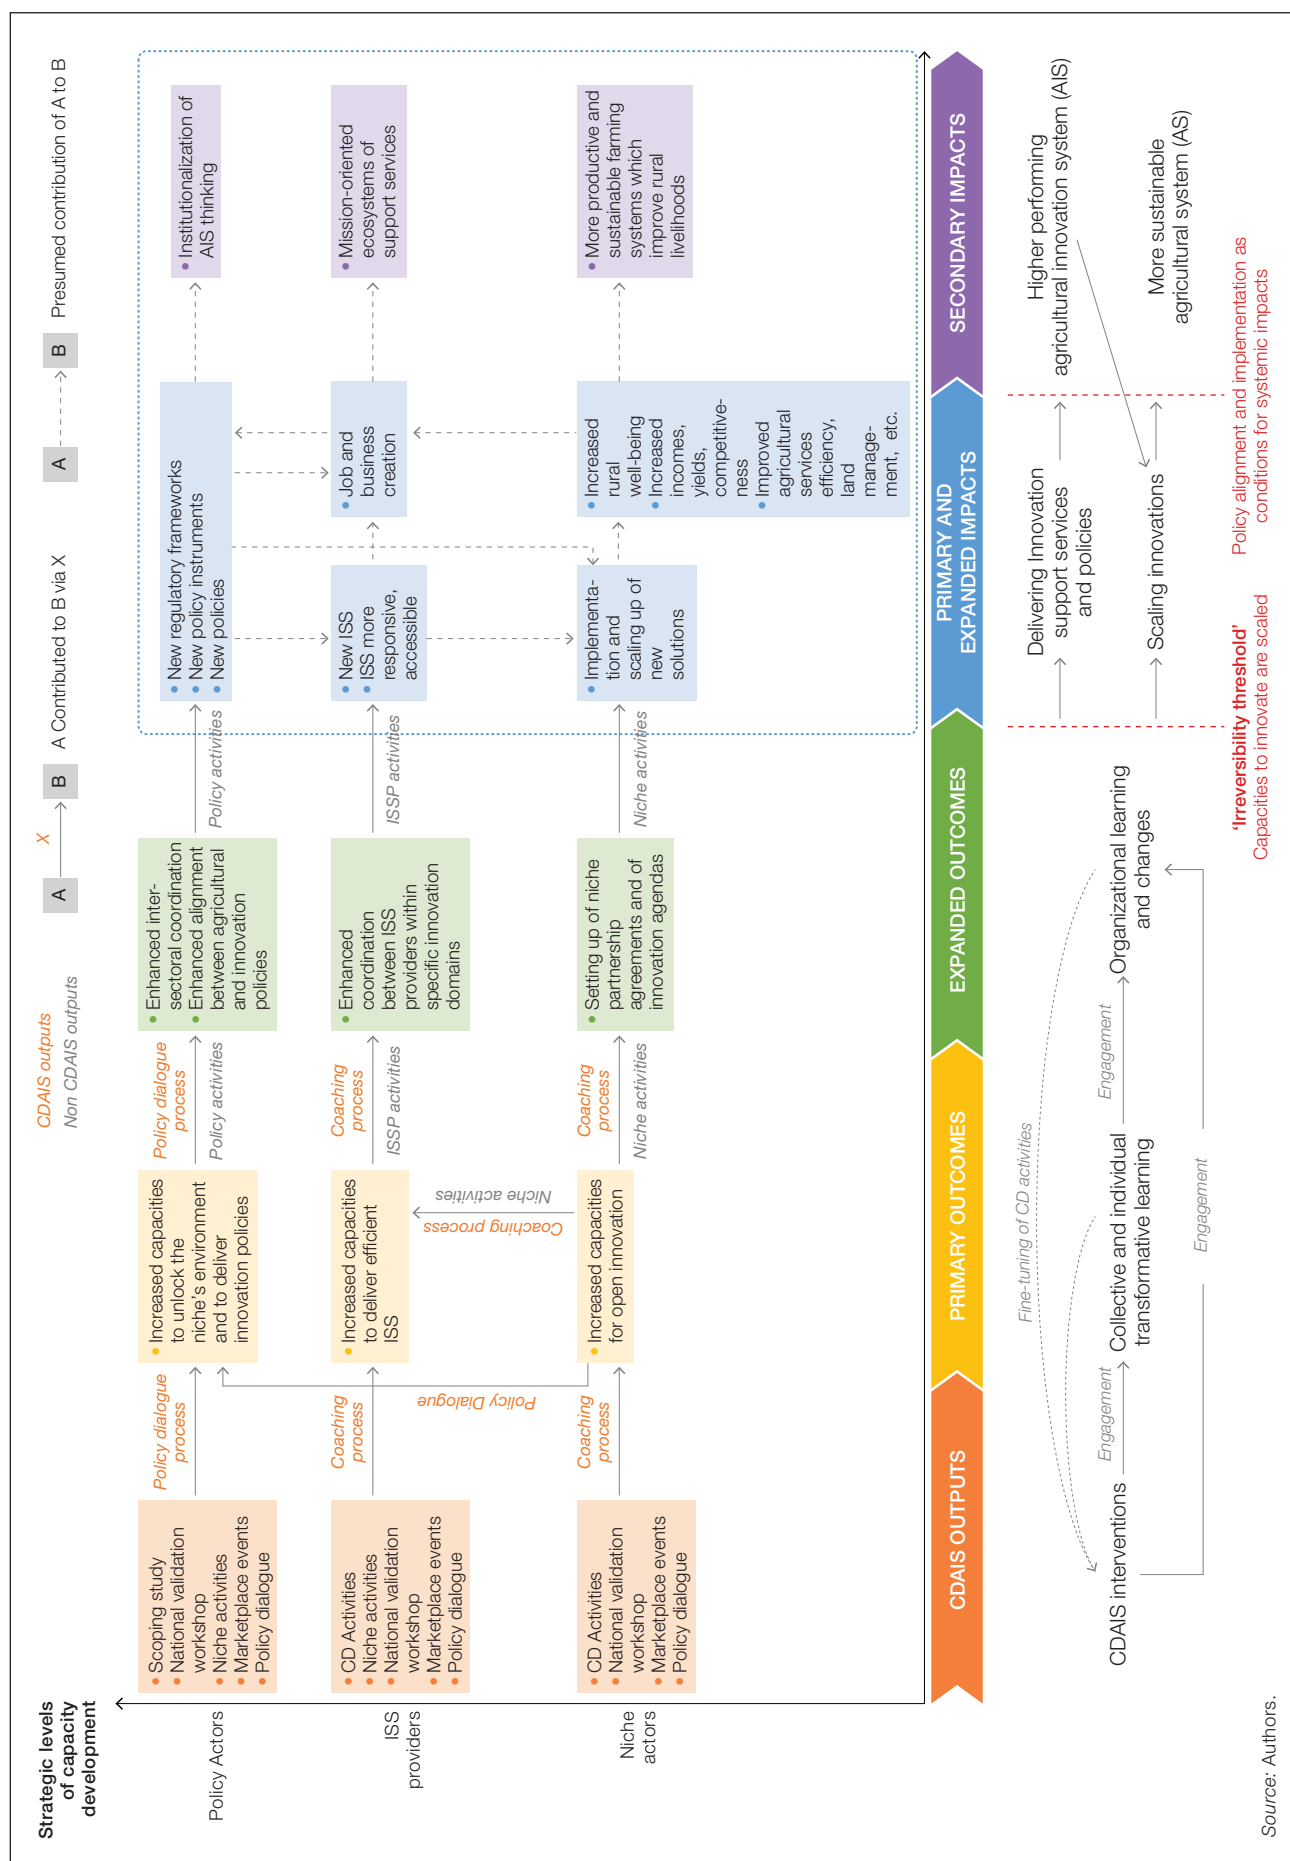 CDAIS outputs
Non CDAIS outputs
A
X
B
A Contributed to B via X
A
B
Presumed contribution of A to B
Strategic levels
of capacity
development
Policy Actors
• Scoping study
• National validation
workshop
• Niche activities
• Marketplace events
• Policy dialogue
Policy dialogue
process
• Increased capacities
to unlock the
niche's environment
and to deliver
innovation policies
Policy dialogue
process
Policy activities
• Enhanced inter-
sectoral coordination
• Enhanced alignment
between agricultural
and innovation
policies
Policy activities
• New regulatory frameworks
• New policy instruments
• New policies
• Institutionalization of
AIS thinking
ISS
providers
• CD Activities
• Niche activities
• National validation
workshop
• Marketplace events
• Policy dialogue
Coaching
process
• Increased capacities
to deliver efficient
ISS
Coaching
process
ISSP activities
• Enhanced
coordination
between ISS
providers within
specific innovation
domains
ISSP activities
• New ISS
• ISS more
responsive,
accessible
• Job and
business
creation
• Mission-oriented
ecosystems of
support services
Policy Dialogue
Coaching process
Niche activities
Niche
actors
• CD Activities
• National validation
workshop
• Marketplace events
• Policy dialogue
Coaching
process
• Increased capacities
for open innovation
Coaching
process
Niche activities
• Setting up of niche
partnership
agreements and of
innovation agendas
Niche activities
• Implementa-
tion and
scaling up of
new
solutions
• Increased
rural
well-being
• Increased
incomes,
yields,
competitive-
ness
• Improved
agricultural
services
efficiency,
land
manage-
ment, etc.
• More productive and
sustainable farming
systems which
improve rural
livelihoods
CDAIS OUTPUTS
PRIMARY OUTCOMES
EXPANDED OUTCOMES
PRIMARY AND
EXPANDED IMPACTS
SECONDARY IMPACTS
Fine-tuning of CD activities
CDAIS interventions
Engagement
Collective and individual
transformative learning
Engagement
Organizational learning
and changes
Engagement
Delivering Innovation
support services
and policies
Higher performing
agricultural innovation system (AIS)
Scaling innovations
More sustainable
agricultural system (AS)
'Irreversibility threshold'
Capacities to innovate are scaled
Policy alignment and implementation as
conditions for systemic impacts
Source: Authors.